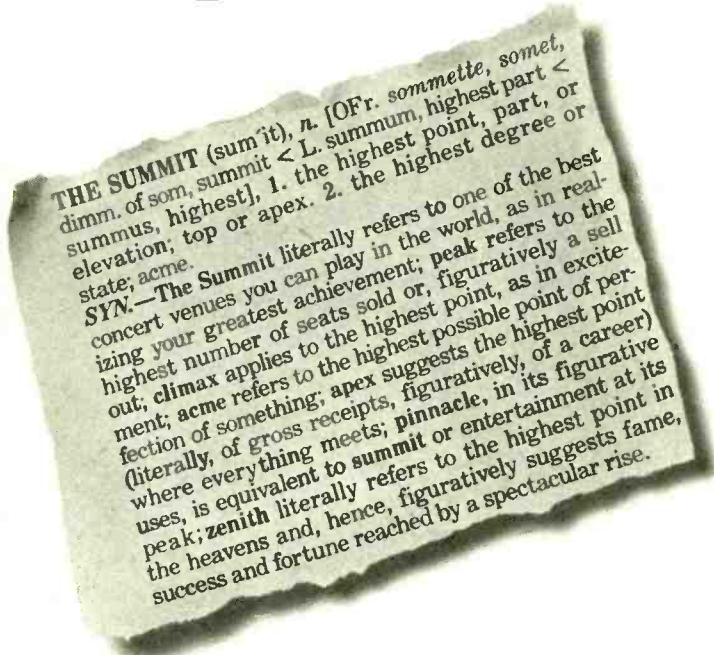 THE SUMMIT (sum´it), n. [OFr. sommette, somet,
dimm. of som, summit < L. summum, highest part <
summus, highest], 1. the highest point, part, or
elevation; top or apex. 2. the highest degree or
state; acme.
SYN.—The Summit literally refers to one of the best
concert venues you can play in the world, as in real-
izing your greatest achievement; peak refers to the
highest number of seats sold or, figuratively a sell
out; climax applies to the highest point, as in excite-
ment; acme refers to the highest possible point of per-
fection of something; apex suggests the highest point
(literally, of gross receipts, figuratively, of a career)
where everything meets; pinnacle, in its figurative
uses, is equivalent to summit or entertainment at its
peak; zenith literally refers to the highest point in
the heavens and, hence, figuratively suggests fame,
success and fortune reached by a spectacular rise.